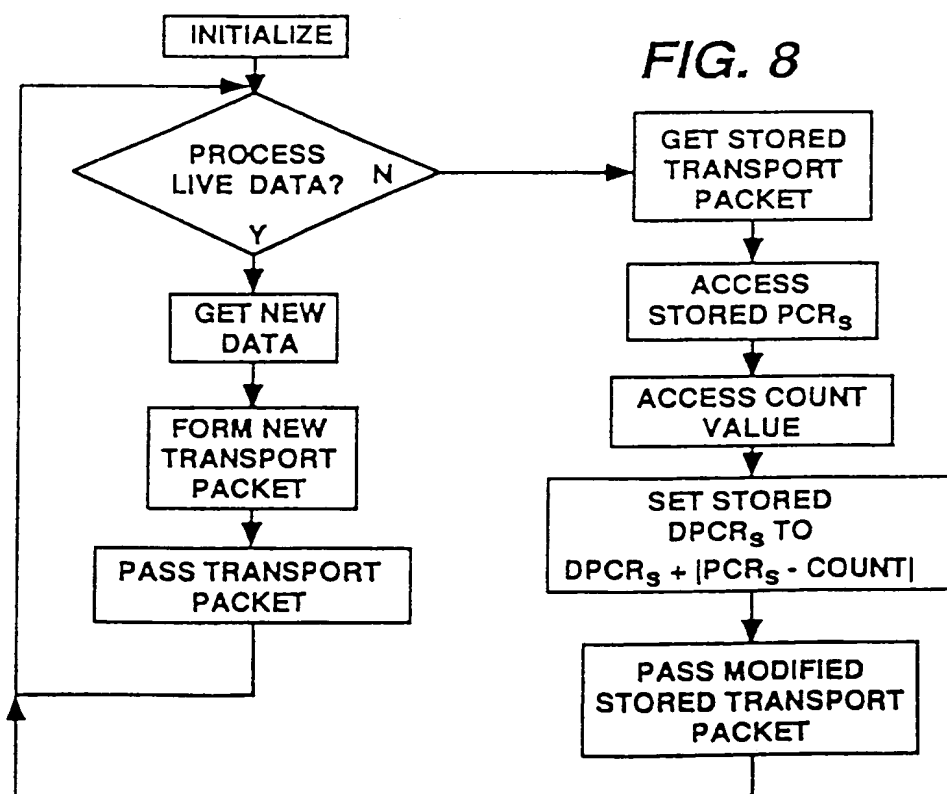 INITIALIZE
FIG. 8
PROCESS
LIVE DATA?
N
Y
GET NEW
DATA
FORM NEW
TRANSPORT
PACKET
PASS TRANSPORT
PACKET
GET STORED
TRANSPORT
PACKET
ACCESS
STORED PCRs
ACCESS COUNT
VALUE
SET STORED
DPCRs TO
DPCRs + |PCRs - COUNT|
PASS MODIFIED
STORED TRANSPORT
PACKET